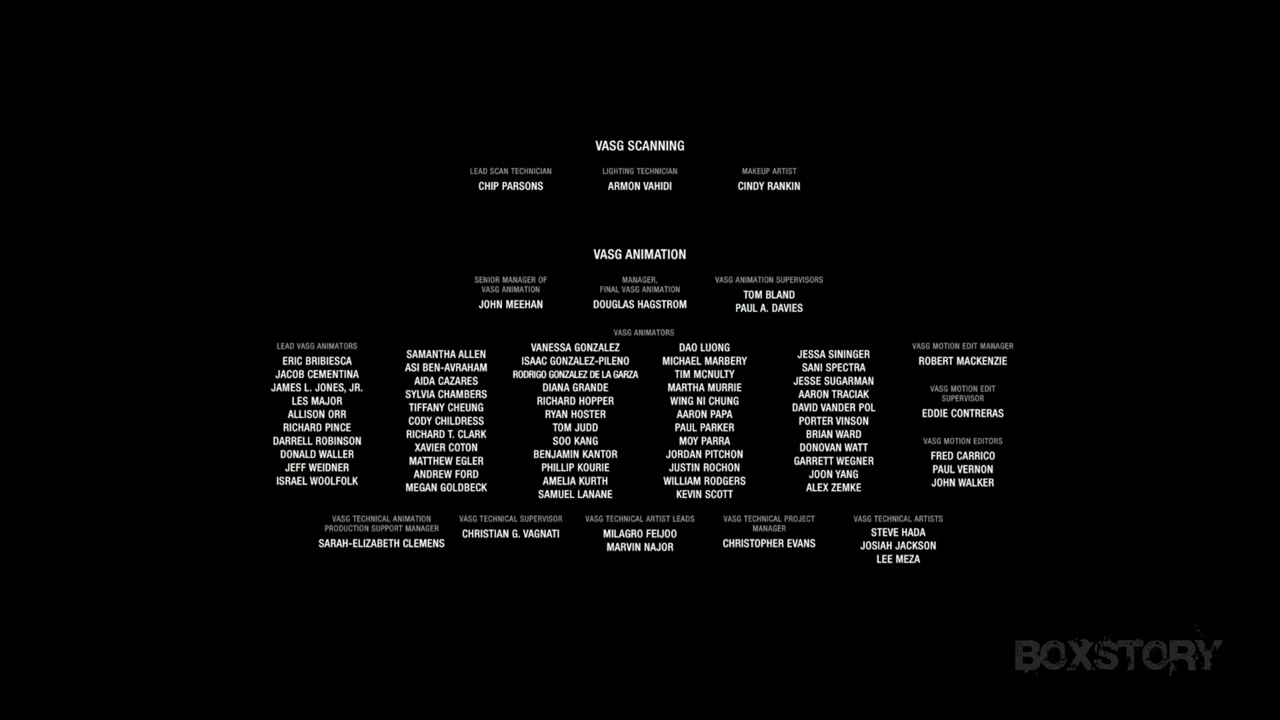 VASG SCANNING
LEAD SCAN TECHNICIAN
CHIP PARSONS
LIGHTING TECHNICIAN
ARMON VAHIDI
MAKEUP ARTIST
CINDY RANKIN
VASG ANIMATION
SENIOR MANAGER OF
VASG ANIMATION
JOHN MEEHAN
MANAGER,
FINAL VASG ANIMATION
DOUGLAS HAGSTROM
VASG ANIMATION SUPERVISORS
TOM BLAND
PAUL A. DAVIES
LEAD VASG ANIMATORS
ERIC BRIBIESCA
JACOB CEMENTINA
JAMES L. JONES, JR.
LES MAJOR
ALLISON ORR
RICHARD PINCE
DARRELL ROBINSON
DONALD WALLER
JEFF WEIDNER
ISRAEL WOOLFOLK
VASG ANIMATORS
SAMANTHA ALLEN
ASI BEN-AVRAHAM
AIDA CAZARES
SYLVIA CHAMBERS
TIFFANY CHEUNG
CODY CHILDRESS
RICHARD T. CLARK
XAVIER COTON
MATTHEW EGLER
ANDREW FORD
MEGAN GOLDBECK
VANESSA GONZALEZ
ISAAC GONZALEZ-PILENO
RODRIGO GONZALEZ DE LA GARZA
DIANA GRANDE
RICHARD HOPPER
RYAN HOSTER
TOM JUDD
SOO KANG
BENJAMIN KANTOR
PHILLIP KOURIE
AMELIA KURTH
SAMUEL LANANE
DAO LUONG
MICHAEL MARBERY
TIM MCNULTY
MARTHA MURRIE
WING NI CHUNG
AARON PAPA
PAUL PARKER
MOY PARRA
JORDAN PITCHON
JUSTIN ROCHON
WILLIAM RODGERS
KEVIN SCOTT
JESSA SININGER
SANI SPECTRA
JESSE SUGARMAN
AARON TRACIAK
DAVID VANDER POL
PORTER VINSON
BRIAN WARD
DONOVAN WATT
GARRETT WEGNER
JOON YANG
ALEX ZEMKE
VASG MOTION EDIT MANAGER
ROBERT MACKENZIE
VASG MOTION EDIT
SUPERVISOR
EDDIE CONTRERAS
VASG MOTION EDITORS
FRED CARRICO
PAUL VERNON
JOHN WALKER
VASG TECHNICAL ANIMATION
PRODUCTION SUPPORT MANAGER
SARAH-ELIZABETH CLEMENS
VASG TECHNICAL SUPERVISOR
CHRISTIAN G. VAGNATI
VASG TECHNICAL ARTIST LEADS
MILAGRO FEIJOO
MARVIN NAJOR
VASG TECHNICAL PROJECT
MANAGER
CHRISTOPHER EVANS
VASG TECHNICAL ARTISTS
STEVE HADA
JOSIAH JACKSON
LEE MEZA
BOXSTORY